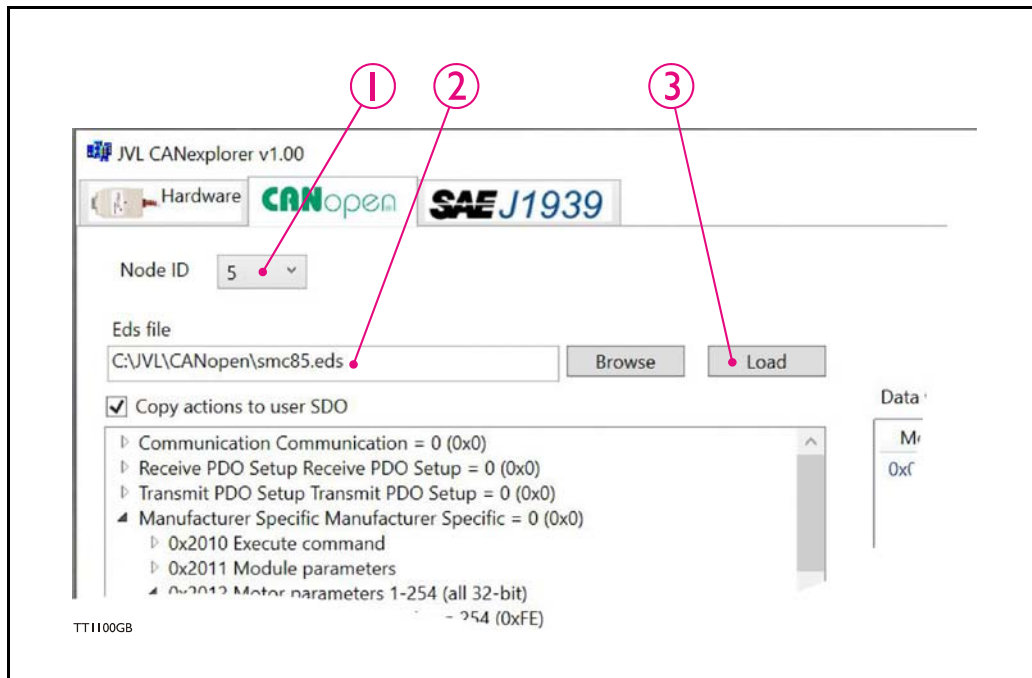 1 2 3
JVL CANexplorer v1.00
Hardware CANopen SAE J1939
Node ID 5
Eds file
C:\JVL\CANopen\smc85.eds Browse Load
Copy actions to user SDO
Data
Communication Communication = 0 (0x0)
Receive PDO Setup Receive PDO Setup = 0 (0x0)
Transmit PDO Setup Transmit PDO Setup = 0 (0x0)
Manufacturer Specific Manufacturer Specific = 0 (0x0)
0x2010 Execute command
0x2011 Module parameters
0x2012 Motor parameters 1-254 (all 32-bit)
= 254 (0xFE)
TT1100GB